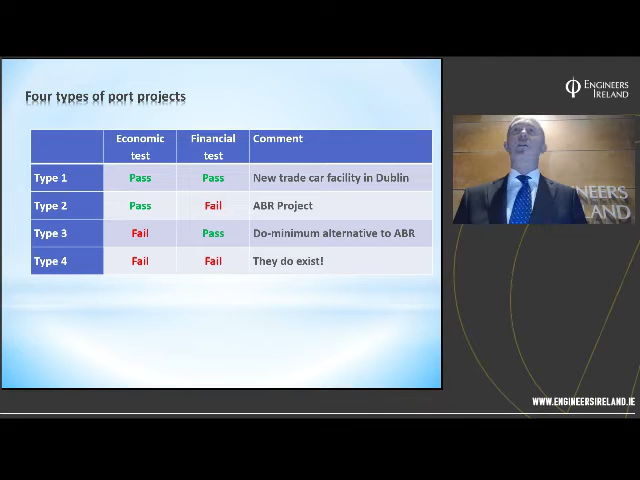 Four types of port projects
Economic test Financial test Comment
Type 1 Pass Pass New trade car facility in Dublin
Type 2 Pass Fail ABR Project
Type 3 Fail Pass Do-minimum alternative to ABR
Type 4 Fail Fail They do exist!
ENGINEERS
IRELAND
NEERS
LAND
WWW.ENGINEERSIRELAND.IE